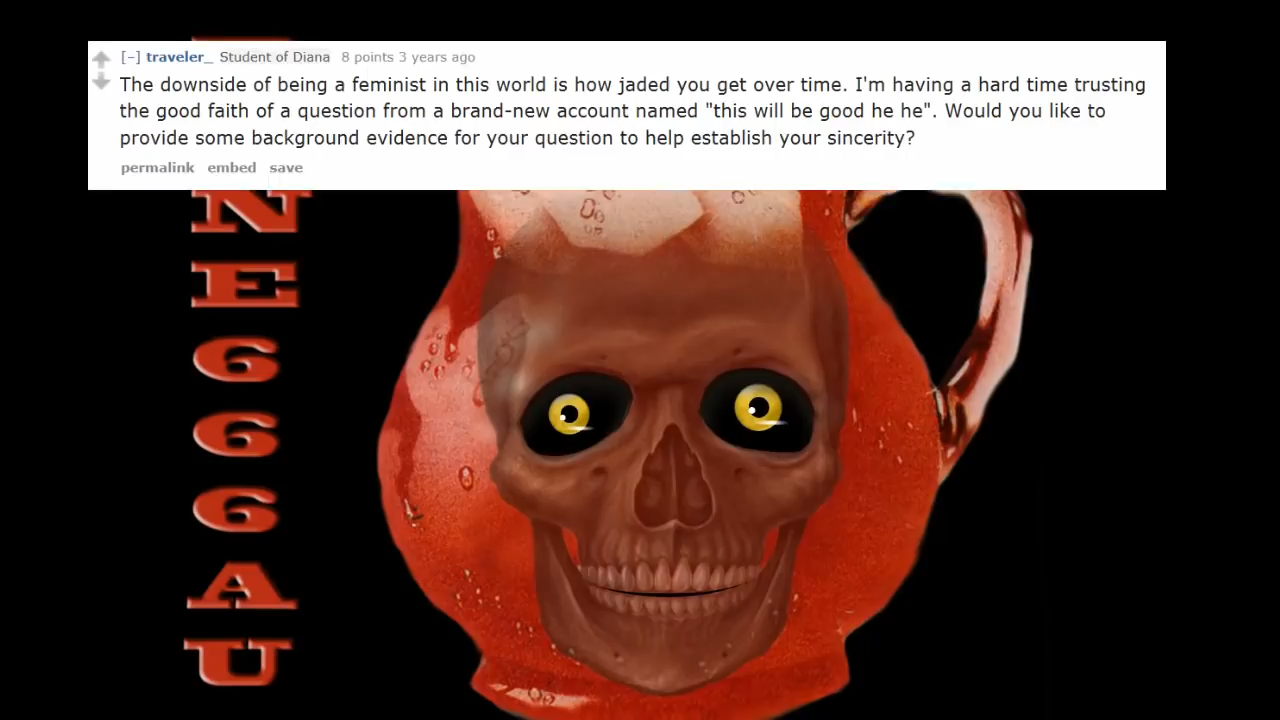 [–] traveler_ Student of Diana 8 points 3 years ago
The downside of being a feminist in this world is how jaded you get over time. I'm having a hard time trusting
the good faith of a question from a brand-new account named "this will be good he he". Would you like to
provide some background evidence for your question to help establish your sincerity?
permalink embed save
N
E
6
6
6
A
U